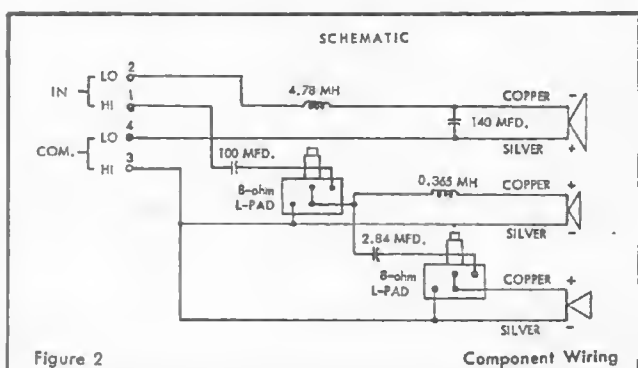 SCHEMATIC
LO 2
IN
HI 1
COM.
LO 4
HI 3
4.78 MH
COPPER -
140 MFD.
SILVER +
100 MFD.
8-ohm
L-PAD
0.365 MH
COPPER +
SILVER -
2.84 MFD.
8-ohm
L-PAD
COPPER +
SILVER -
Figure 2
Component Wiring